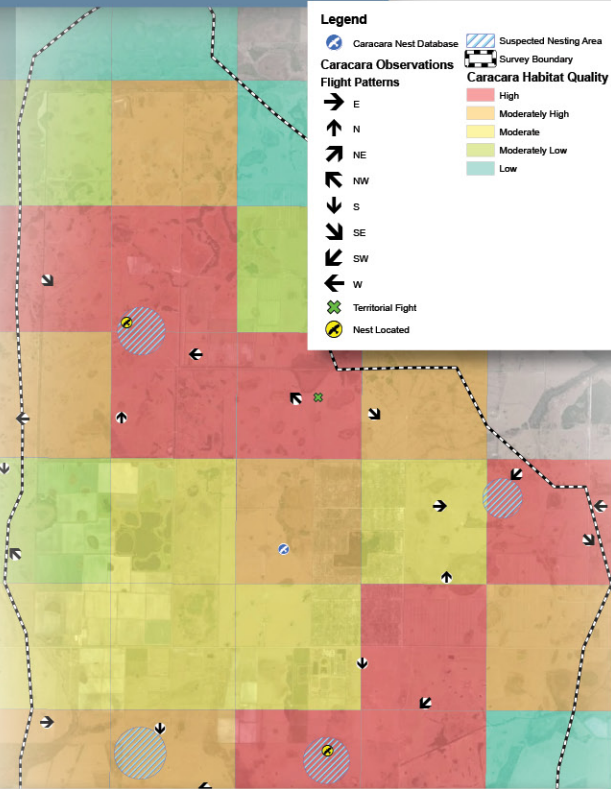 Legend
Caracara Nest Database
Caracara Observations
Flight Patterns
E
N
NE
NW
S
SE
SW
W
Territorial Fight
Nest Located
Suspected Nesting Area
Survey Boundary
Caracara Habitat Quality
High
Moderately High
Moderate
Moderately Low
Low